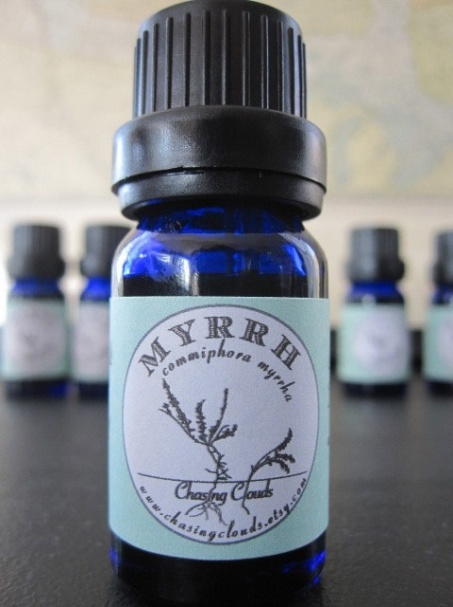 MYRRH
commiphora myrrha
Chasing Clouds
www.chasingclouds.etsy.com